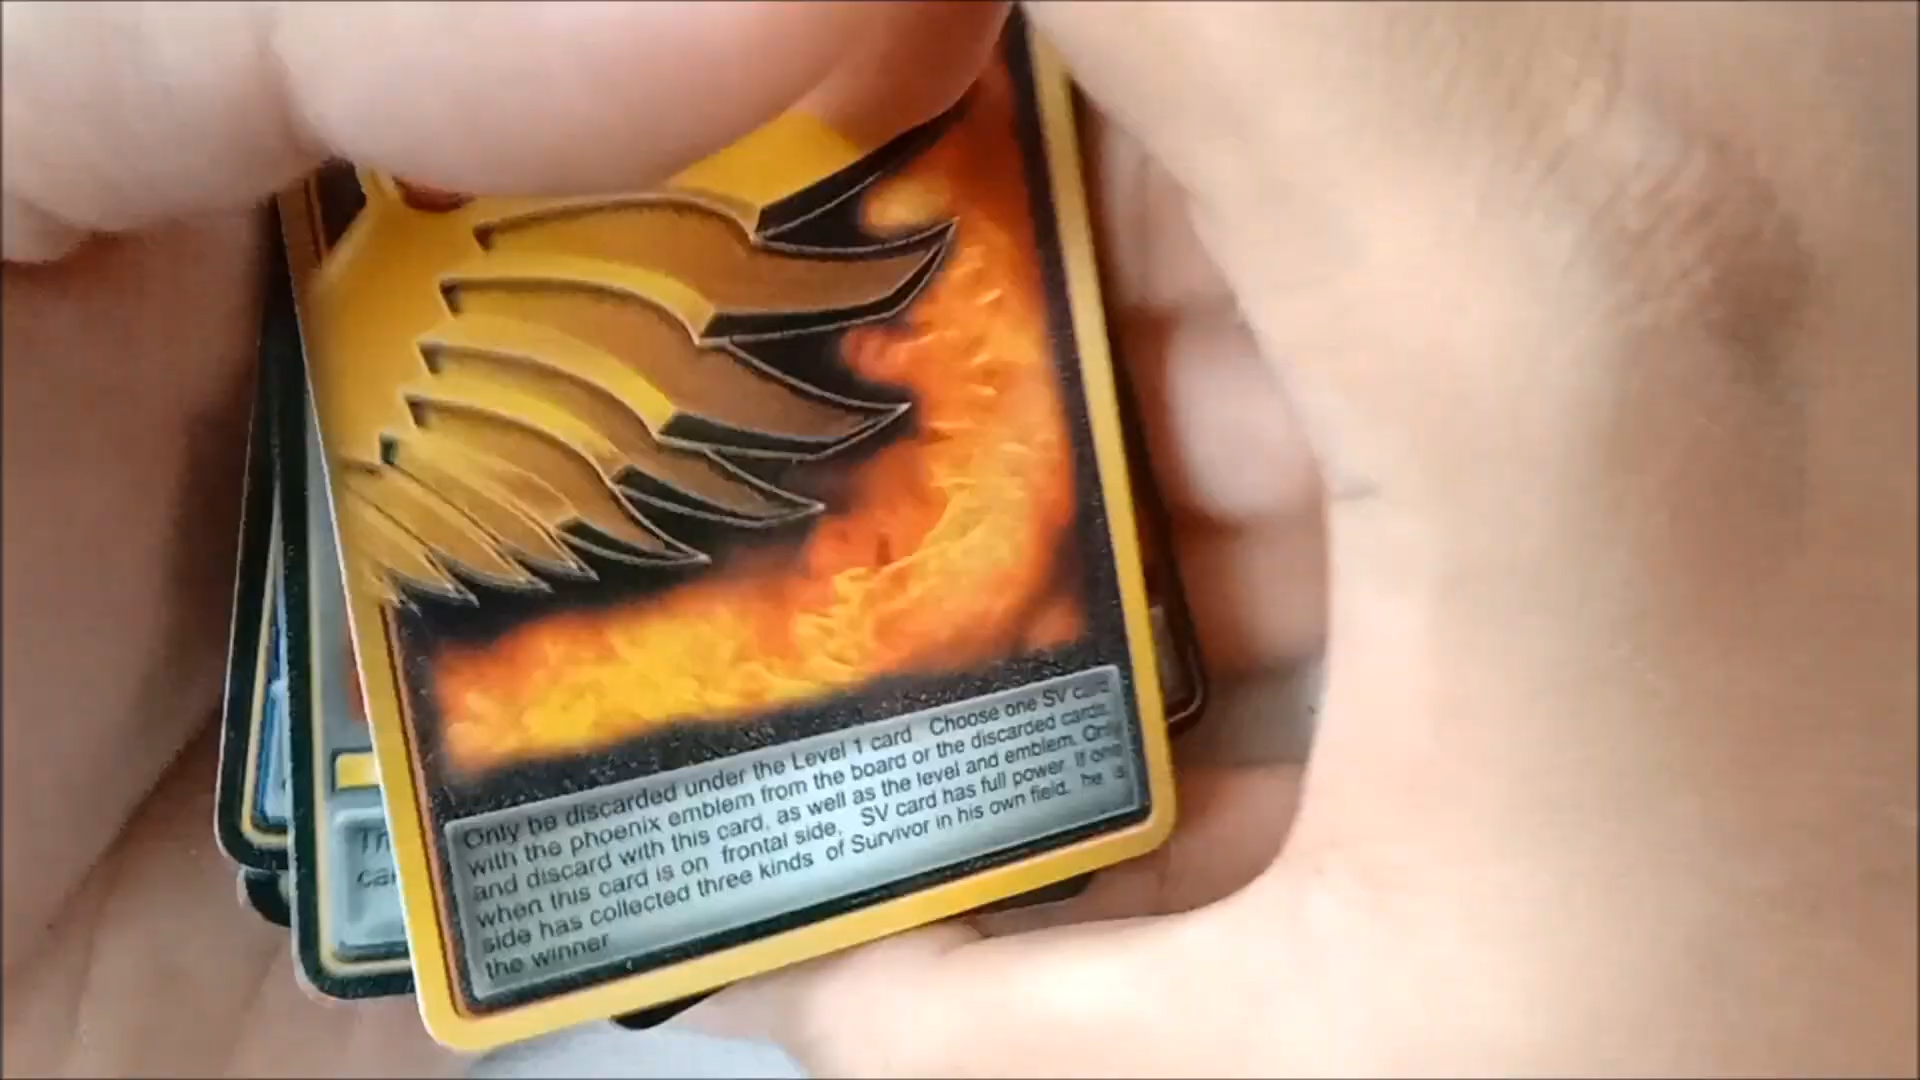 Only be discarded under the Level 1 card Choose one SV card
with the phoenix emblem from the board or the discarded cards,
and discard with this card, as well as the level and emblem. Only
when this card is on frontal side, SV card has full power. If one
side has collected three kinds of Survivor in his own field, he is
the winner